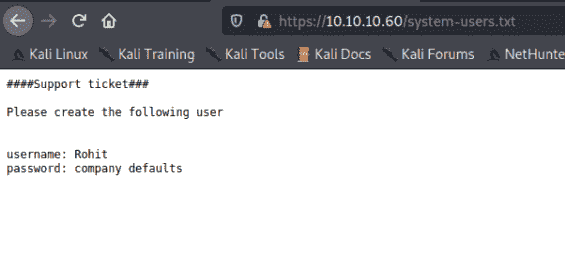 https://10.10.10.60/system-users.txt
Kali Linux Kali Training Kali Tools Kali Docs Kali Forums NetHunte
####Support ticket###
Please create the following user
username: Rohit
password: company defaults